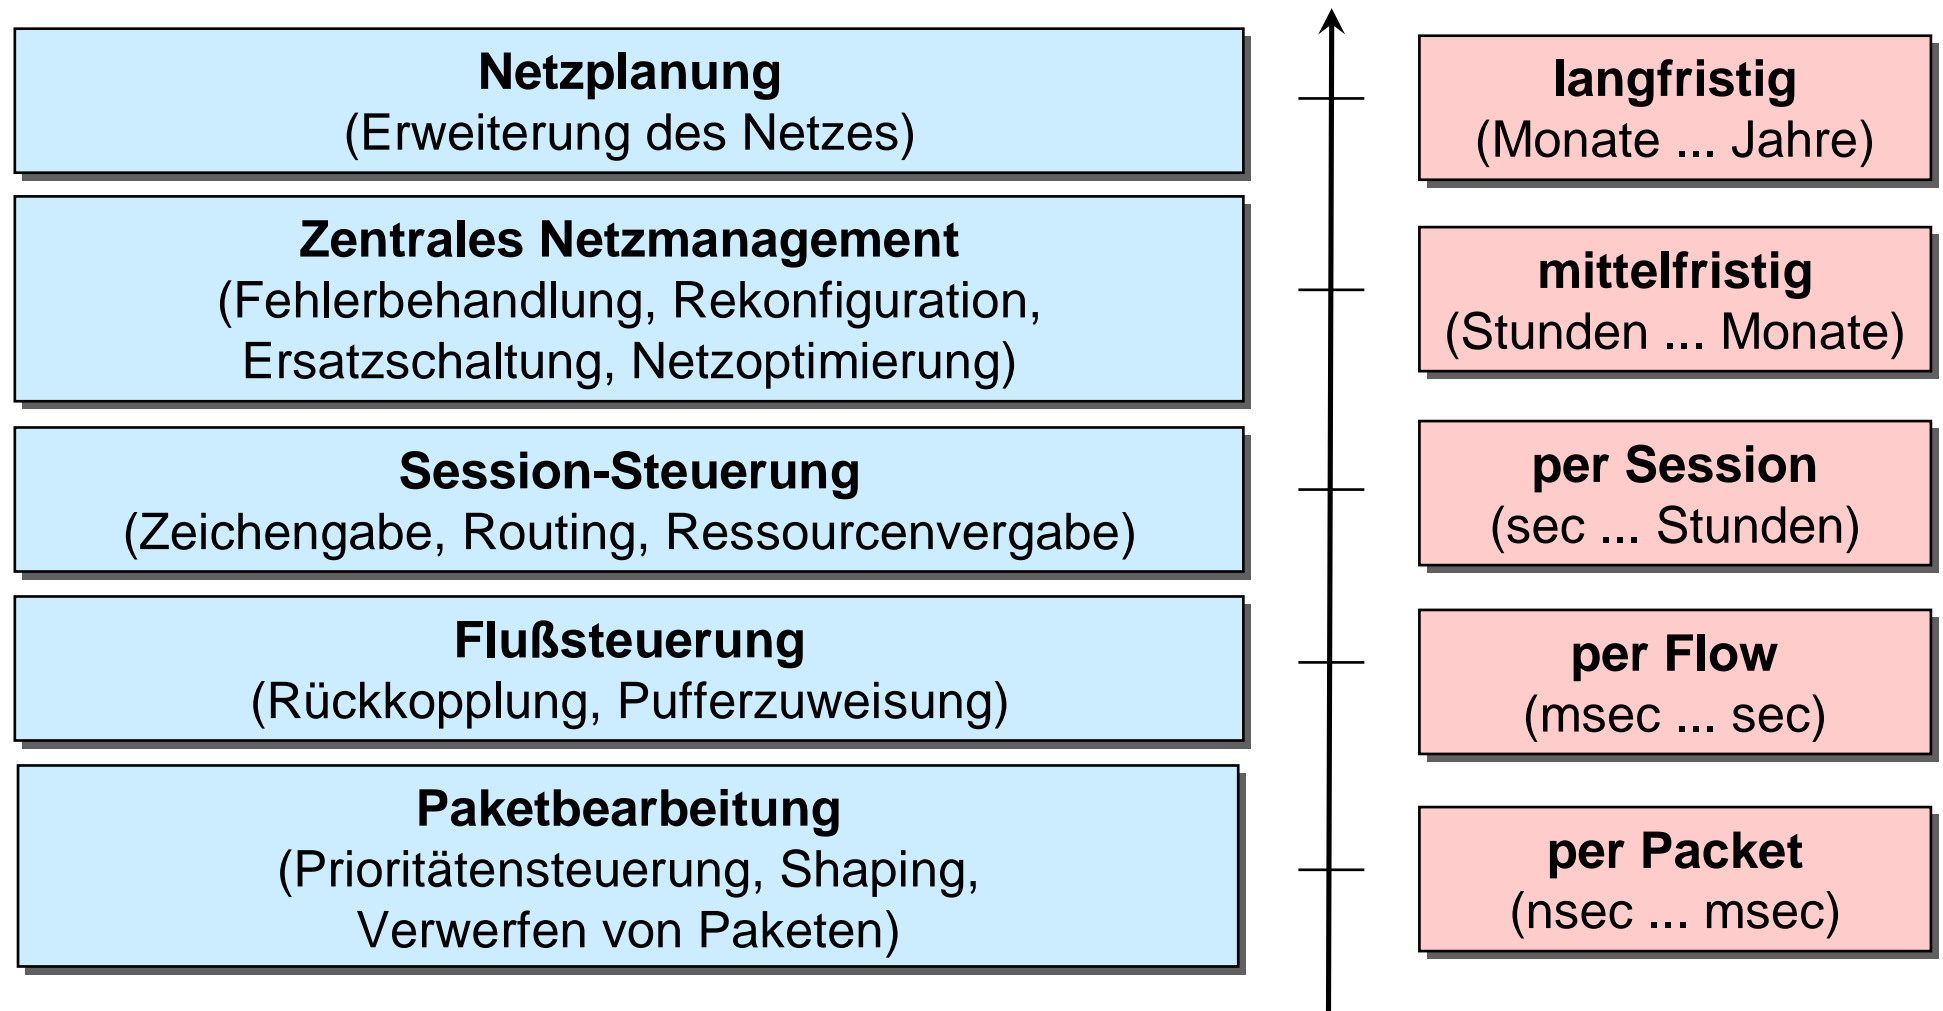 Netzplanung
(Erweiterung des Netzes)
langfristig
(Monate ... Jahre)
Zentrales Netzmanagement
(Fehlerbehandlung, Rekonfiguration,
Ersatzschaltung, Netzoptimierung)
mittelfristig
(Stunden ... Monate)
Session-Steuerung
(Zeichengabe, Routing, Ressourcenvergabe)
per Session
(sec ... Stunden)
Flußsteuerung
(Rückkopplung, Pufferzuweisung)
per Flow
(msec ... sec)
Paketbearbeitung
(Prioritätensteuerung, Shaping,
Verwerfen von Paketen)
per Packet
(nsec ... msec)